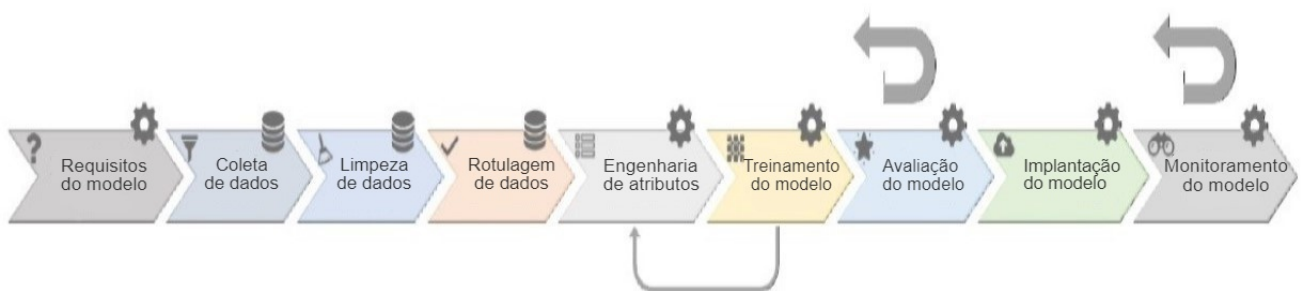 Requisitos
do modelo
Coleta
de dados
Limpeza
de dados
Rotulagem
de dados
Engenharia
de atributos
Treinamento
do modelo
Avaliação
do modelo
Implantação
do modelo
Monitoramento
do modelo